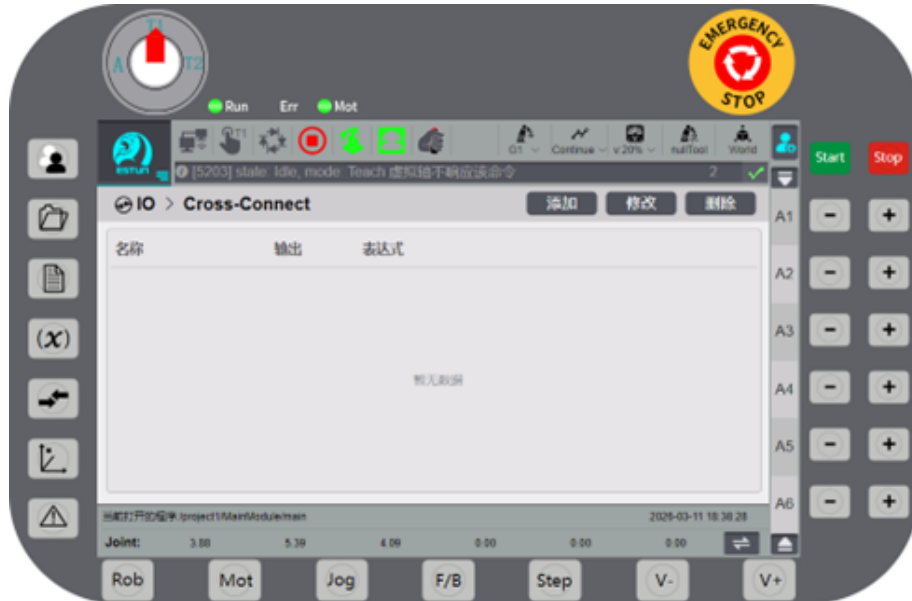 T1
A T2
EMERGENCY
STOP
Run Err Mot
T1
G1 Continue v:20% nullTool World
ESTUN
[5203] state: Idle, mode: Teach 虚拟轴不响应该命令 2
Start Stop
IO > Cross-Connect 添加 修改 删除
A1 - +
名称 输出 表达式
A2 - +
(x) A3 - +
暂无数据
A4 - +
A5 - +
A6 - +
当前打开的程序:/project1/MainModule/main 2026-03-11 18:38:28
Joint: 3.88 5.39 4.09 0.00 0.00 0.00
Rob Mot Jog F/B Step V- V+